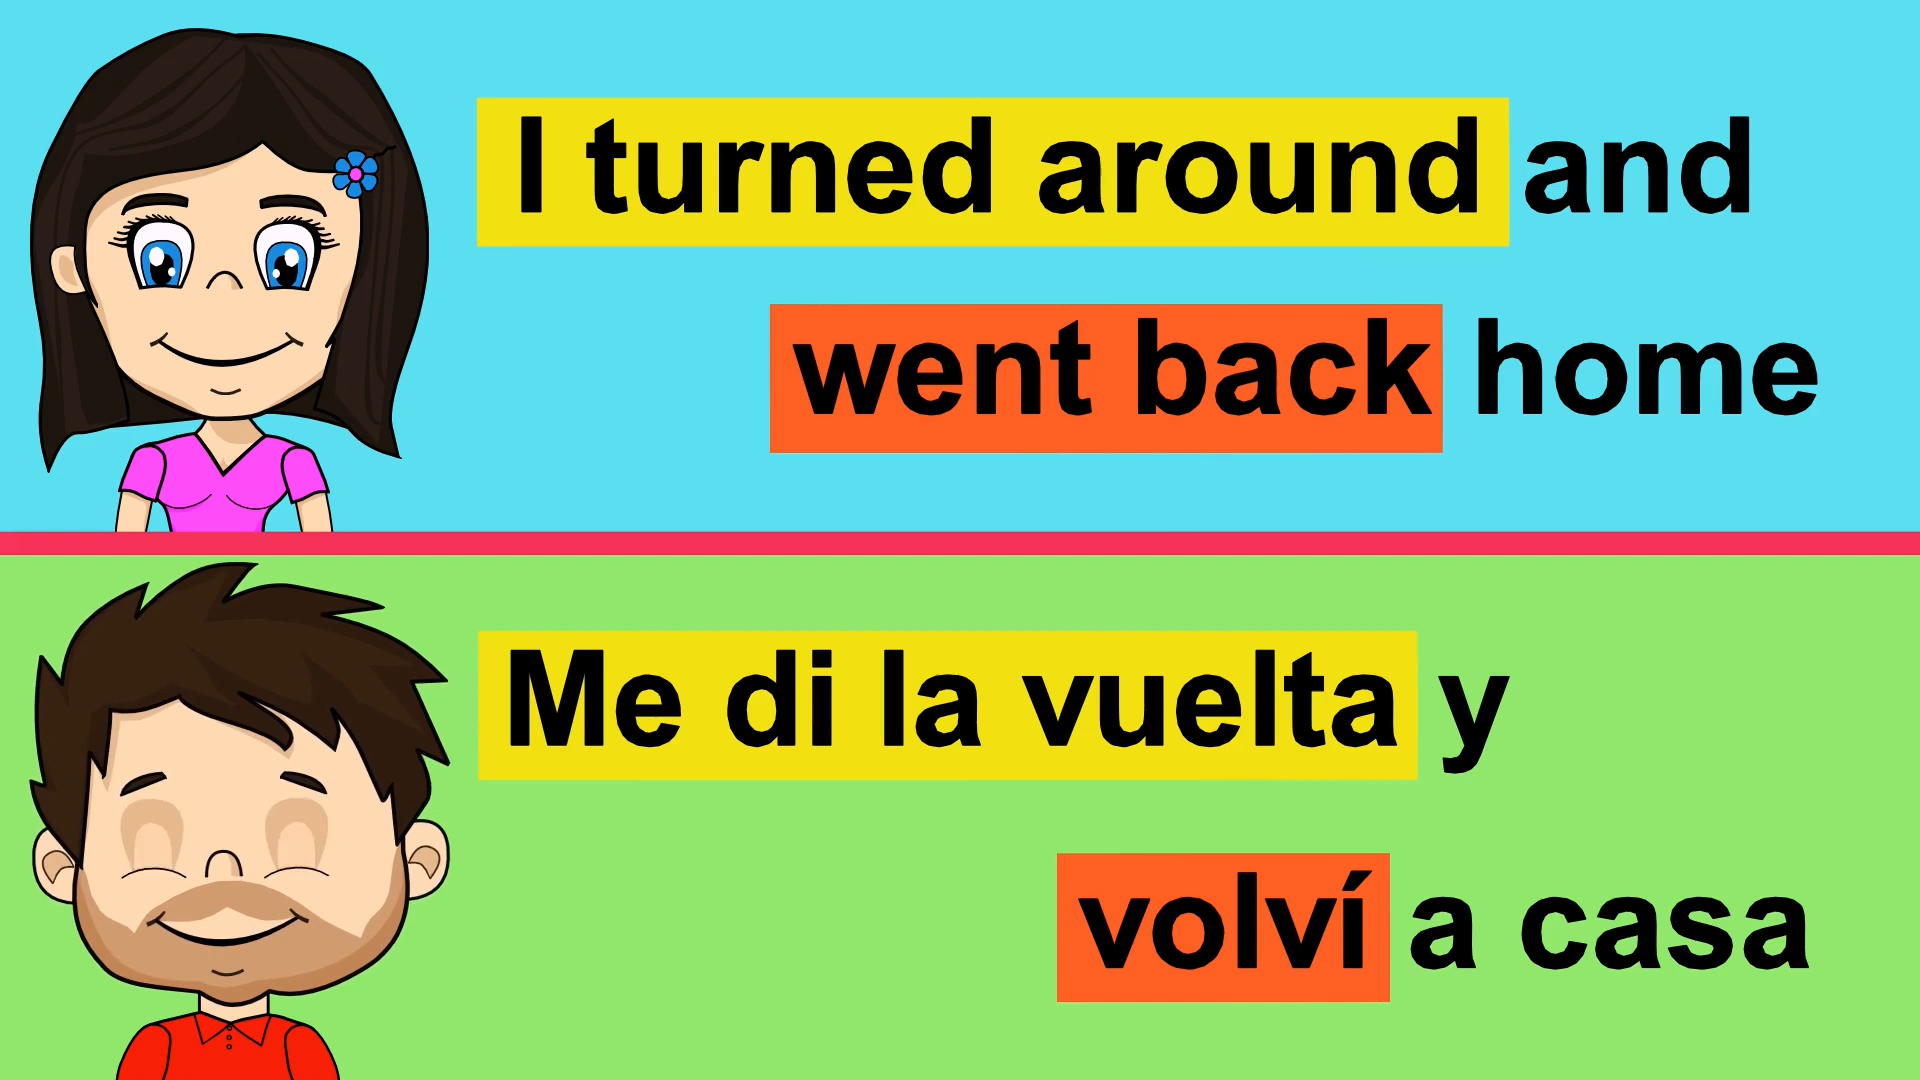 I turned around and
went back home
Me di la vuelta y
volví a casa